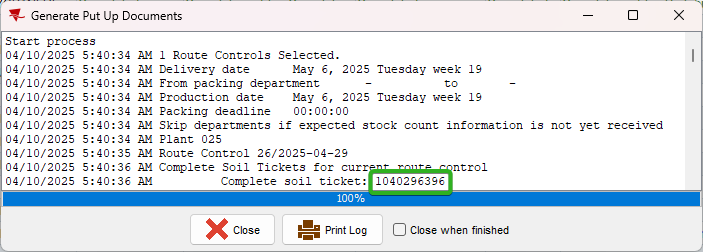 Generate Put Up Documents
Start process
04/10/2025 5:40:34 AM 1 Route Controls Selected.
04/10/2025 5:40:34 AM Delivery date      May 6, 2025 Tuesday week 19
04/10/2025 5:40:34 AM From packing department      -          to       -
04/10/2025 5:40:34 AM Production date    May 6, 2025 Tuesday week 19
04/10/2025 5:40:34 AM Packing deadline   00:00:00
04/10/2025 5:40:34 AM Skip departments if expected stock count information is not yet received
04/10/2025 5:40:34 AM Plant 025
04/10/2025 5:40:35 AM Route Control 26/2025-04-29
04/10/2025 5:40:36 AM Complete Soil Tickets for current route control
04/10/2025 5:40:36 AM          Complete soil ticket: 1040296396
100%
Close
Print Log
Close when finished